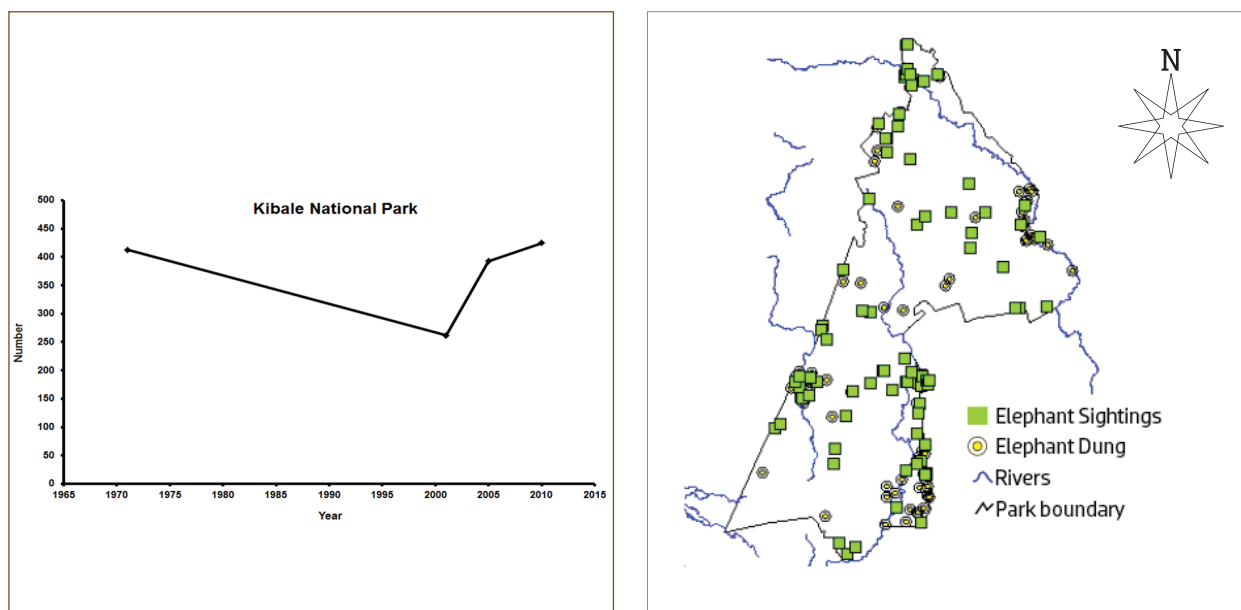 Kibale National Park
Number
500
450
400
350
300
250
200
150
100
50
0
1965
1970
1975
1980
1985
1990
1995
2000
2005
2010
2015
Year
N
Elephant Sightings
Elephant Dung
Rivers
Park boundary